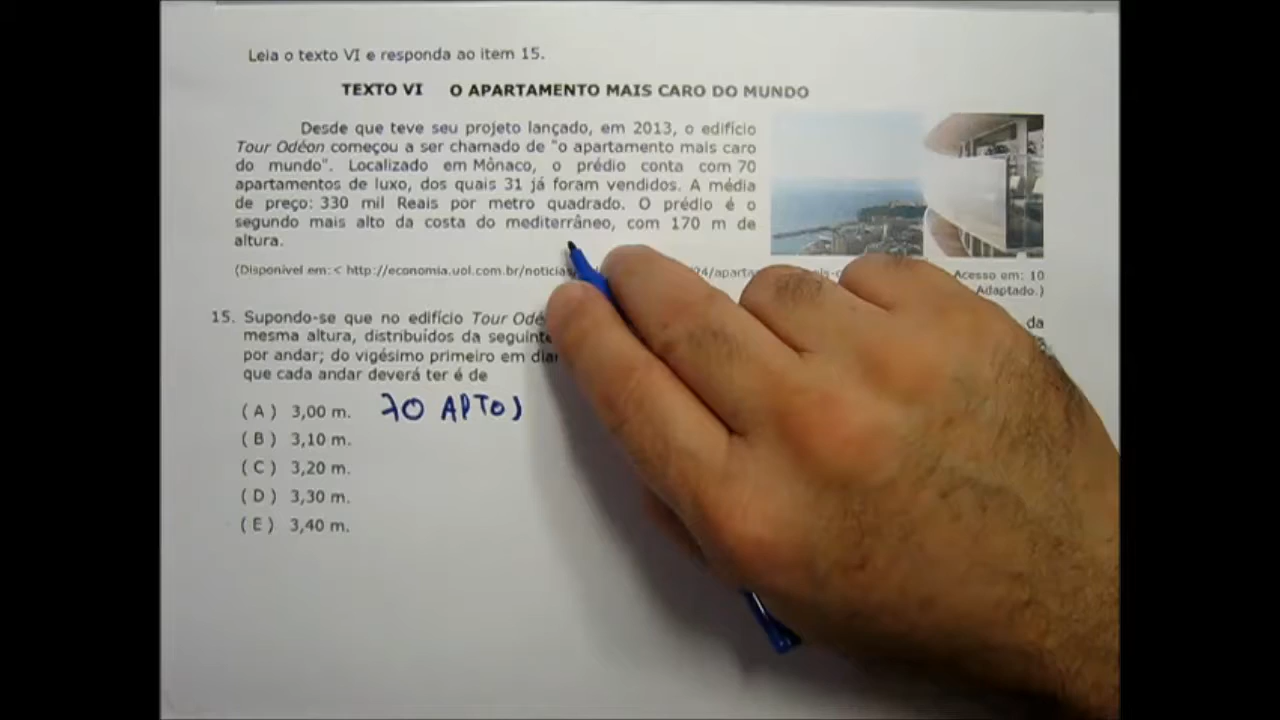 Leia o texto VI e responda ao item 15.
TEXTO VI O APARTAMENTO MAIS CARO DO MUNDO
Desde que teve seu projeto lançado, em 2013, o edifício
Tour Odéon começou a ser chamado de "o apartamento mais caro
do mundo". Localizado em Mônaco, o prédio conta com 70
apartamentos de luxo, dos quais 31 já foram vendidos. A média
de preço: 330 mil Reais por metro quadrado. O prédio é o
segundo mais alto da costa do mediterrâneo, com 170 m de
altura.
(Disponível em: < http://economia.uol.com.br/noticias/ 24/aparta Acesso em: 10
Adaptado.)
15. Supondo-se que no edifício Tour Odé da
mesma altura, distribuídos da seguinte
por andar; do vigésimo primeiro em dian
que cada andar deverá ter é de
(A) 3,00 m. 70 APTOS
(B) 3,10 m.
(C) 3,20 m.
(D) 3,30 m.
(E) 3,40 m.